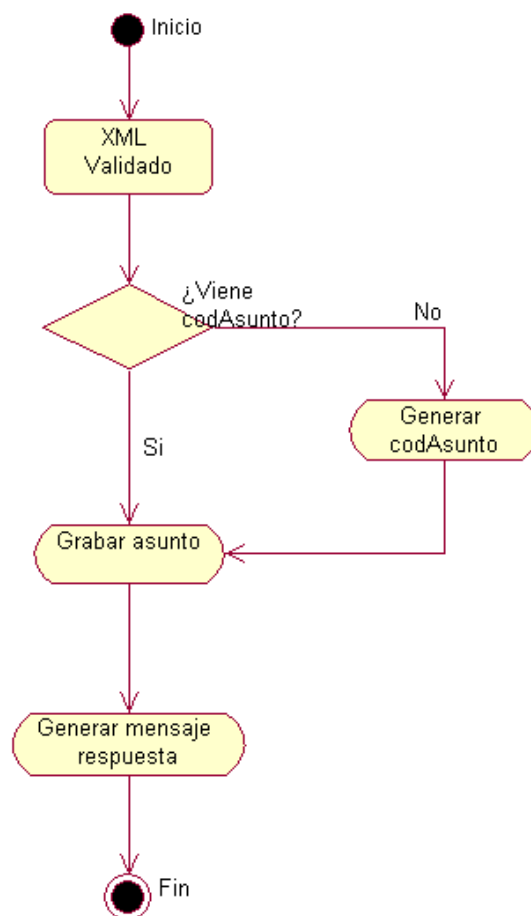 Inicio
XML
Validado
¿Viene
codAsunto?
No
Generar
codAsunto
Si
Grabar asunto
Generar mensaje
respuesta
Fin